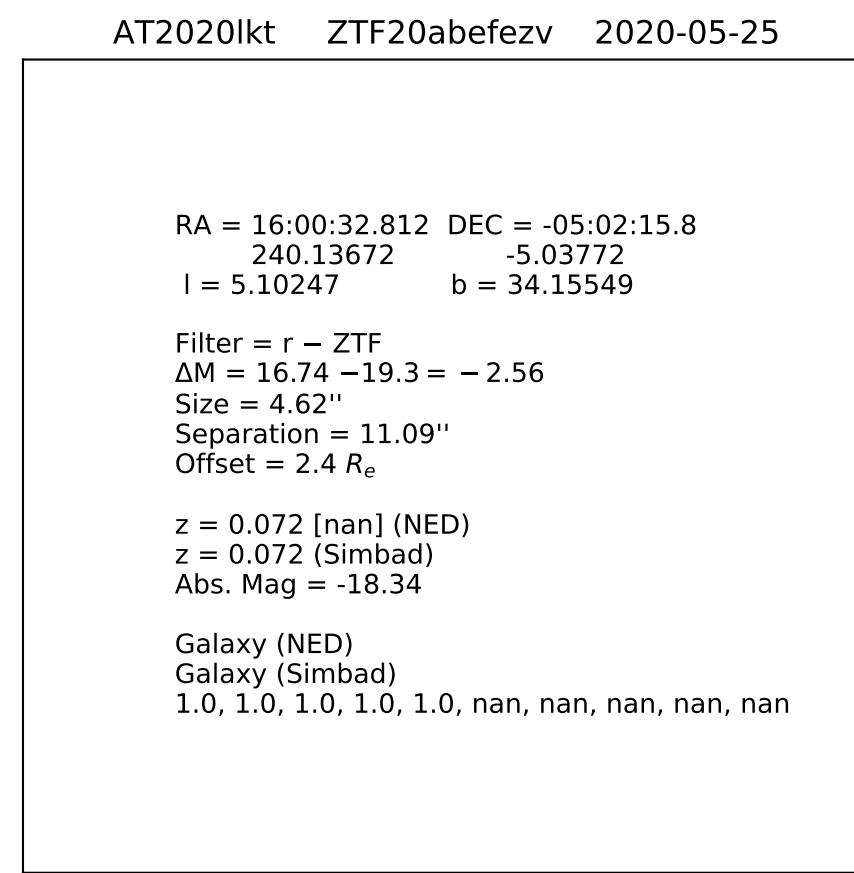 AT2020lkt ZTF20abefezv 2020-05-25
RA = 16:00:32.812 DEC = -05:02:15.8
240.13672 -5.03772
l = 5.10247 b = 34.15549
Filter = r − ZTF
ΔM = 16.74 −19.3 = − 2.56
Size = 4.62''
Separation = 11.09''
Offset = 2.4 Re
z = 0.072 [nan] (NED)
z = 0.072 (Simbad)
Abs. Mag = -18.34
Galaxy (NED)
Galaxy (Simbad)
1.0, 1.0, 1.0, 1.0, 1.0, nan, nan, nan, nan, nan